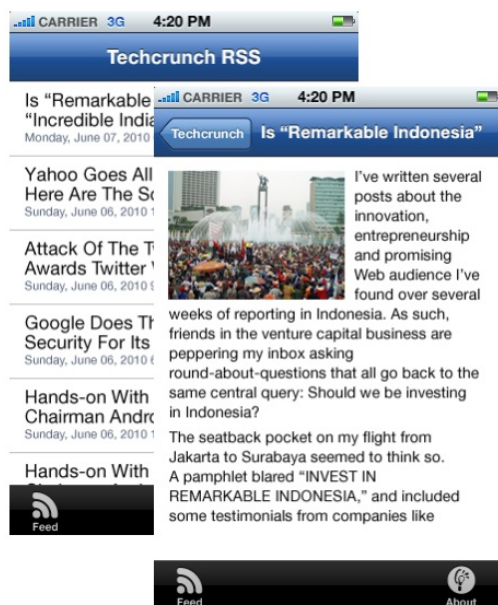 CARRIER 3G 4:20 PM
Techcrunch RSS
Is "Remarkable
"Incredible India
Monday, June 07, 2010
Yahoo Goes All
Here Are The
Sunday, June 06, 2010 1
Attack Of The
Awards Twitter
Sunday, June 06, 2010 9
Google Does
Security For Its
Sunday, June 06, 2010 6
Hands-on With
Chairman
Sunday, June 06, 2010 1
Hands-on With
Feed
CARRIER 3G 4:20 PM
Techcrunch Is "Remarkable Indonesia"
I've written several
posts about the
innovation,
entrepreneurship
and promising
Web audience I've
found over several
weeks of reporting in Indonesia. As such,
friends in the venture capital business are
peppering my inbox asking
round-about-questions that all go back to the
same central query: Should we be investing
in Indonesia?
The seatback pocket on my flight from
Jakarta to Surabaya seemed to think so.
A pamphlet blared "INVEST IN
REMARKABLE INDONESIA," and included
some testimonials from companies like
Feed About